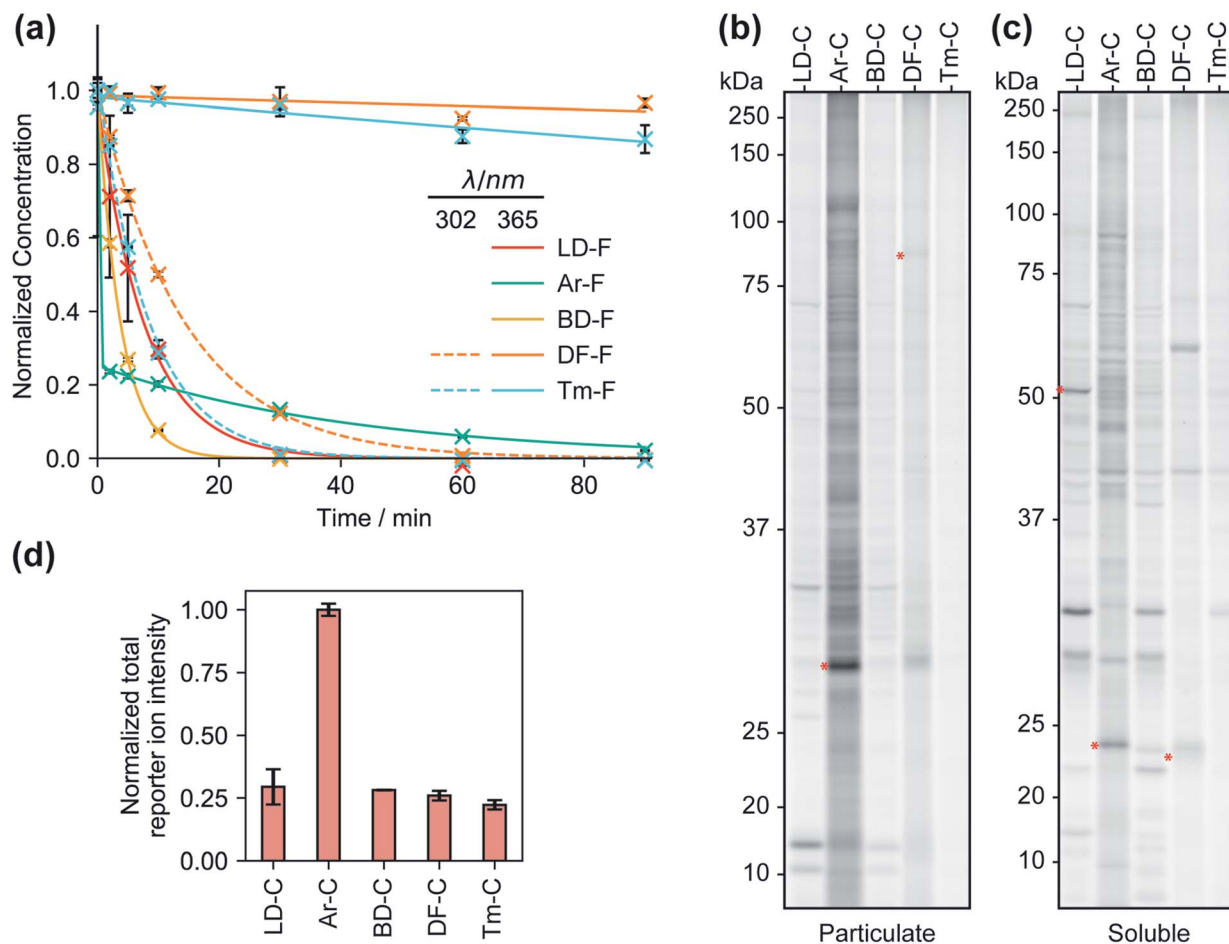 (a)
1.0
0.8
0.6
0.4
0.2
0.0
Normalized Concentration
0 20 40 60 80
Time / min
λ/nm
302 365
LD-F
Ar-F
BD-F
DF-F
Tm-F
(b)
kDa
LD-C
Ar-C
BD-C
DF-C
Tm-C
250
150
100
75
50
37
25
20
10
*
*
Particulate
(c)
kDa
LD-C
Ar-C
BD-C
DF-C
Tm-C
250
150
100
75
50
37
25
20
10
*
*
*
Soluble
(d)
Normalized total
reporter ion intensity
1.00
0.75
0.50
0.25
0.00
LD-C
Ar-C
BD-C
DF-C
Tm-C